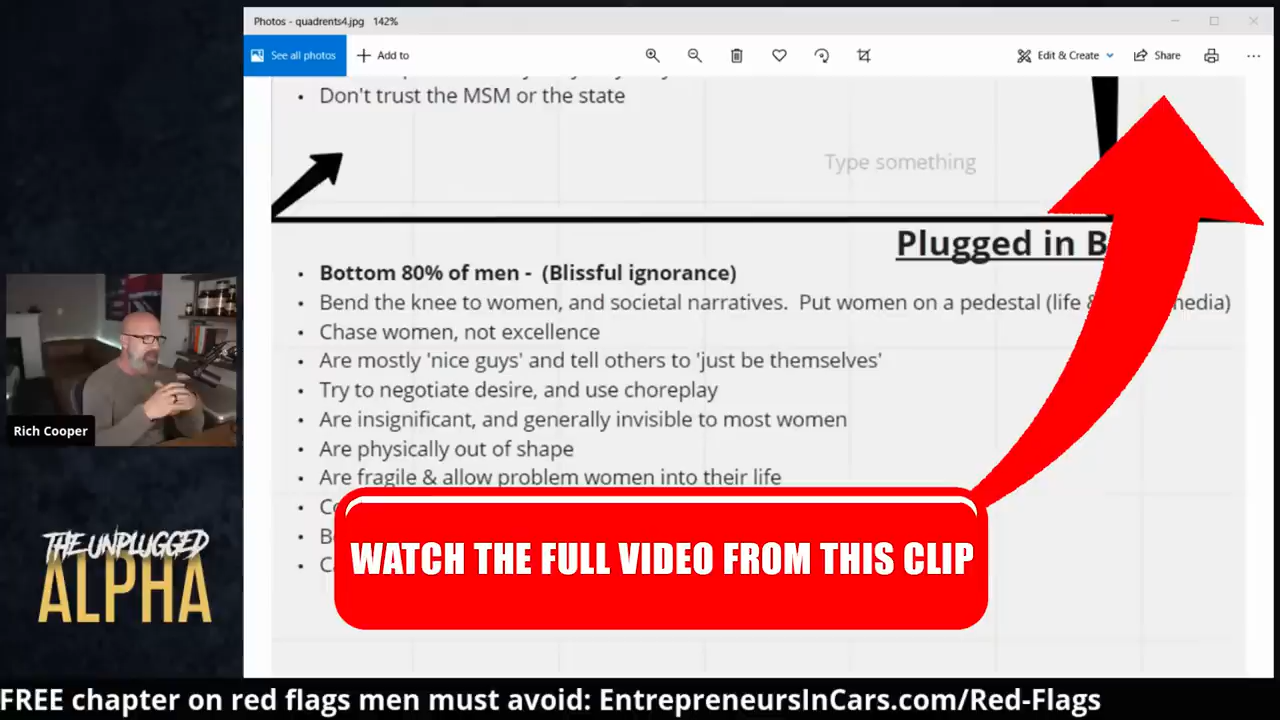 Photos - quadrents4.jpg 142%
See all photos
Add to
Edit & Create
Share
Don't trust the MSM or the state
Type something
Plugged in B
Bottom 80% of men - (Blissful ignorance)
Bend the knee to women, and societal narratives. Put women on a pedestal (life &
Chase women, not excellence
Are mostly 'nice guys' and tell others to 'just be themselves'
Try to negotiate desire, and use choreplay
Are insignificant, and generally invisible to most women
Are physically out of shape
Are fragile & allow problem women into their life
WATCH THE FULL VIDEO FROM THIS CLIP
Rich Cooper
THE UNPLUGGED
ALPHA
FREE chapter on red flags men must avoid: EntrepreneursInCars.com/Red-Flags